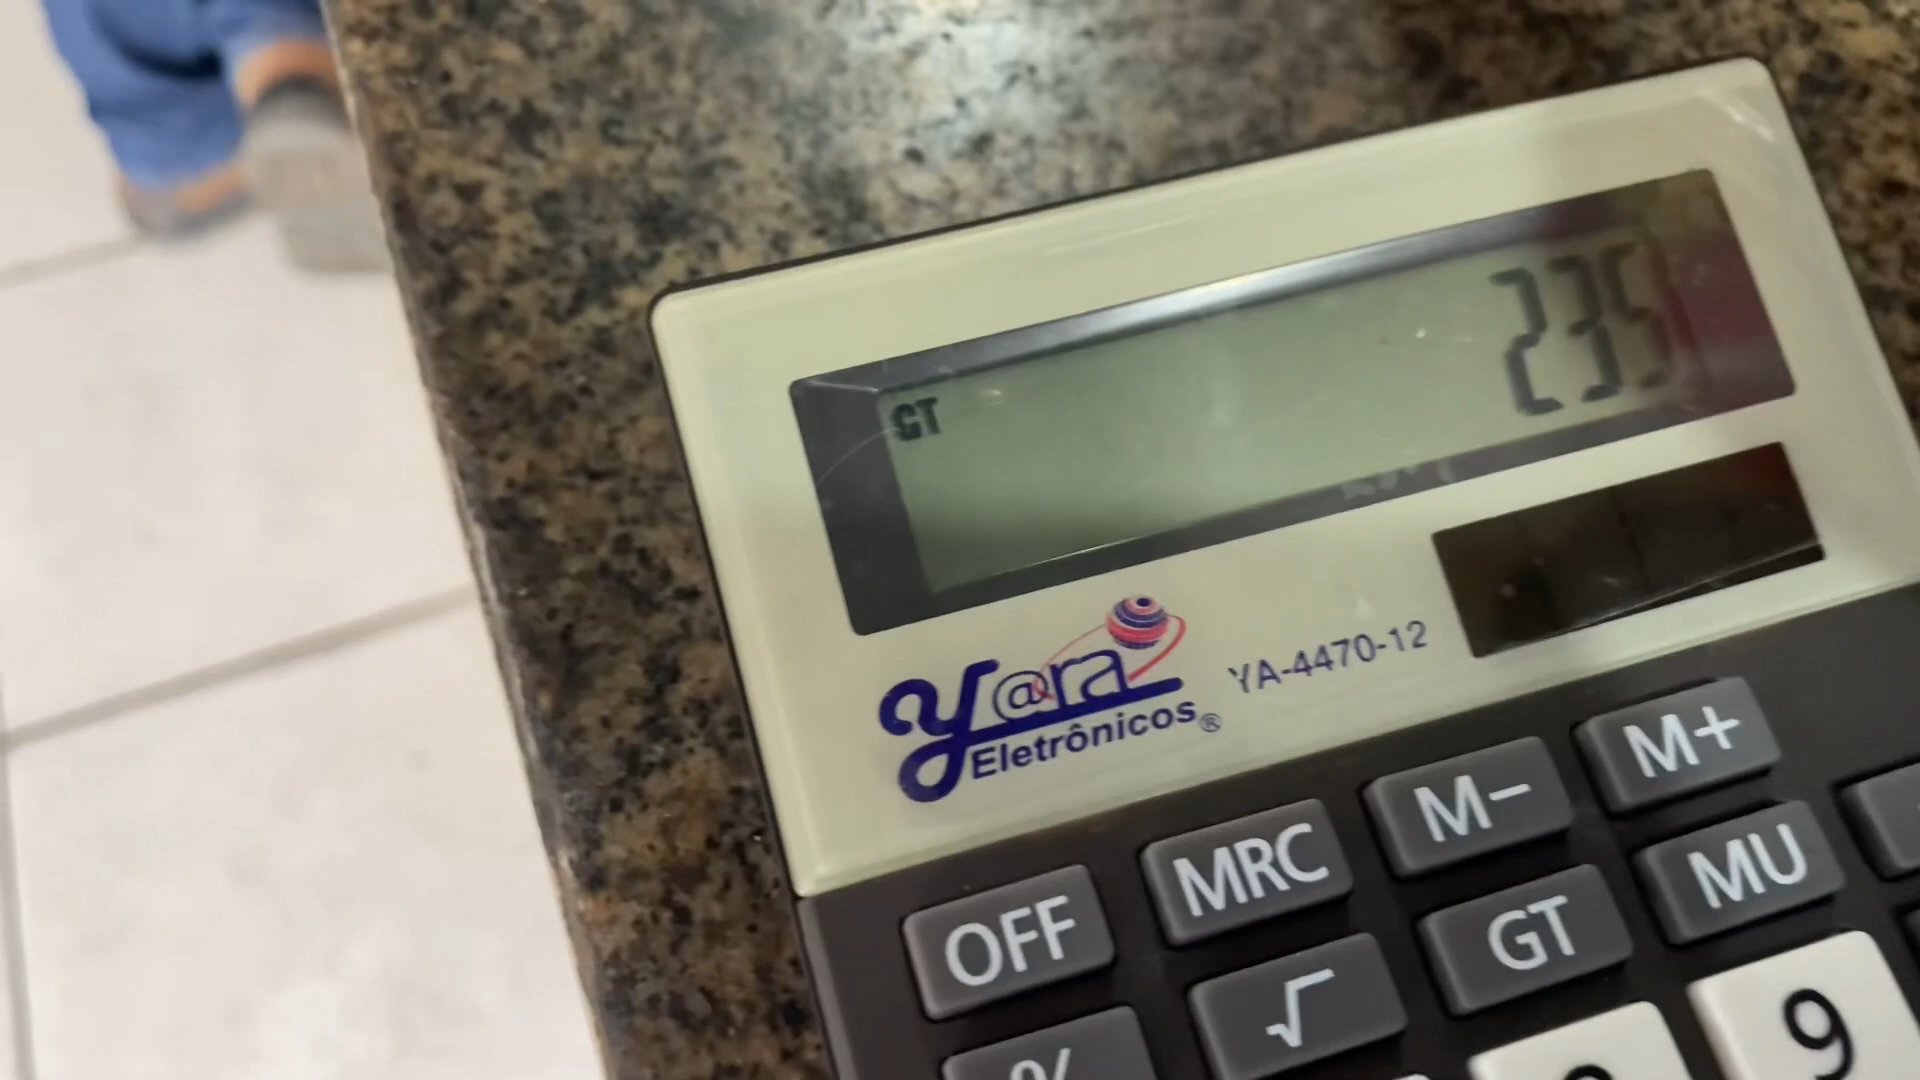 235
GT
Y@ra
Eletrônicos®
YA-4470-12
OFF MRC M- M+
% √ GT MU
9